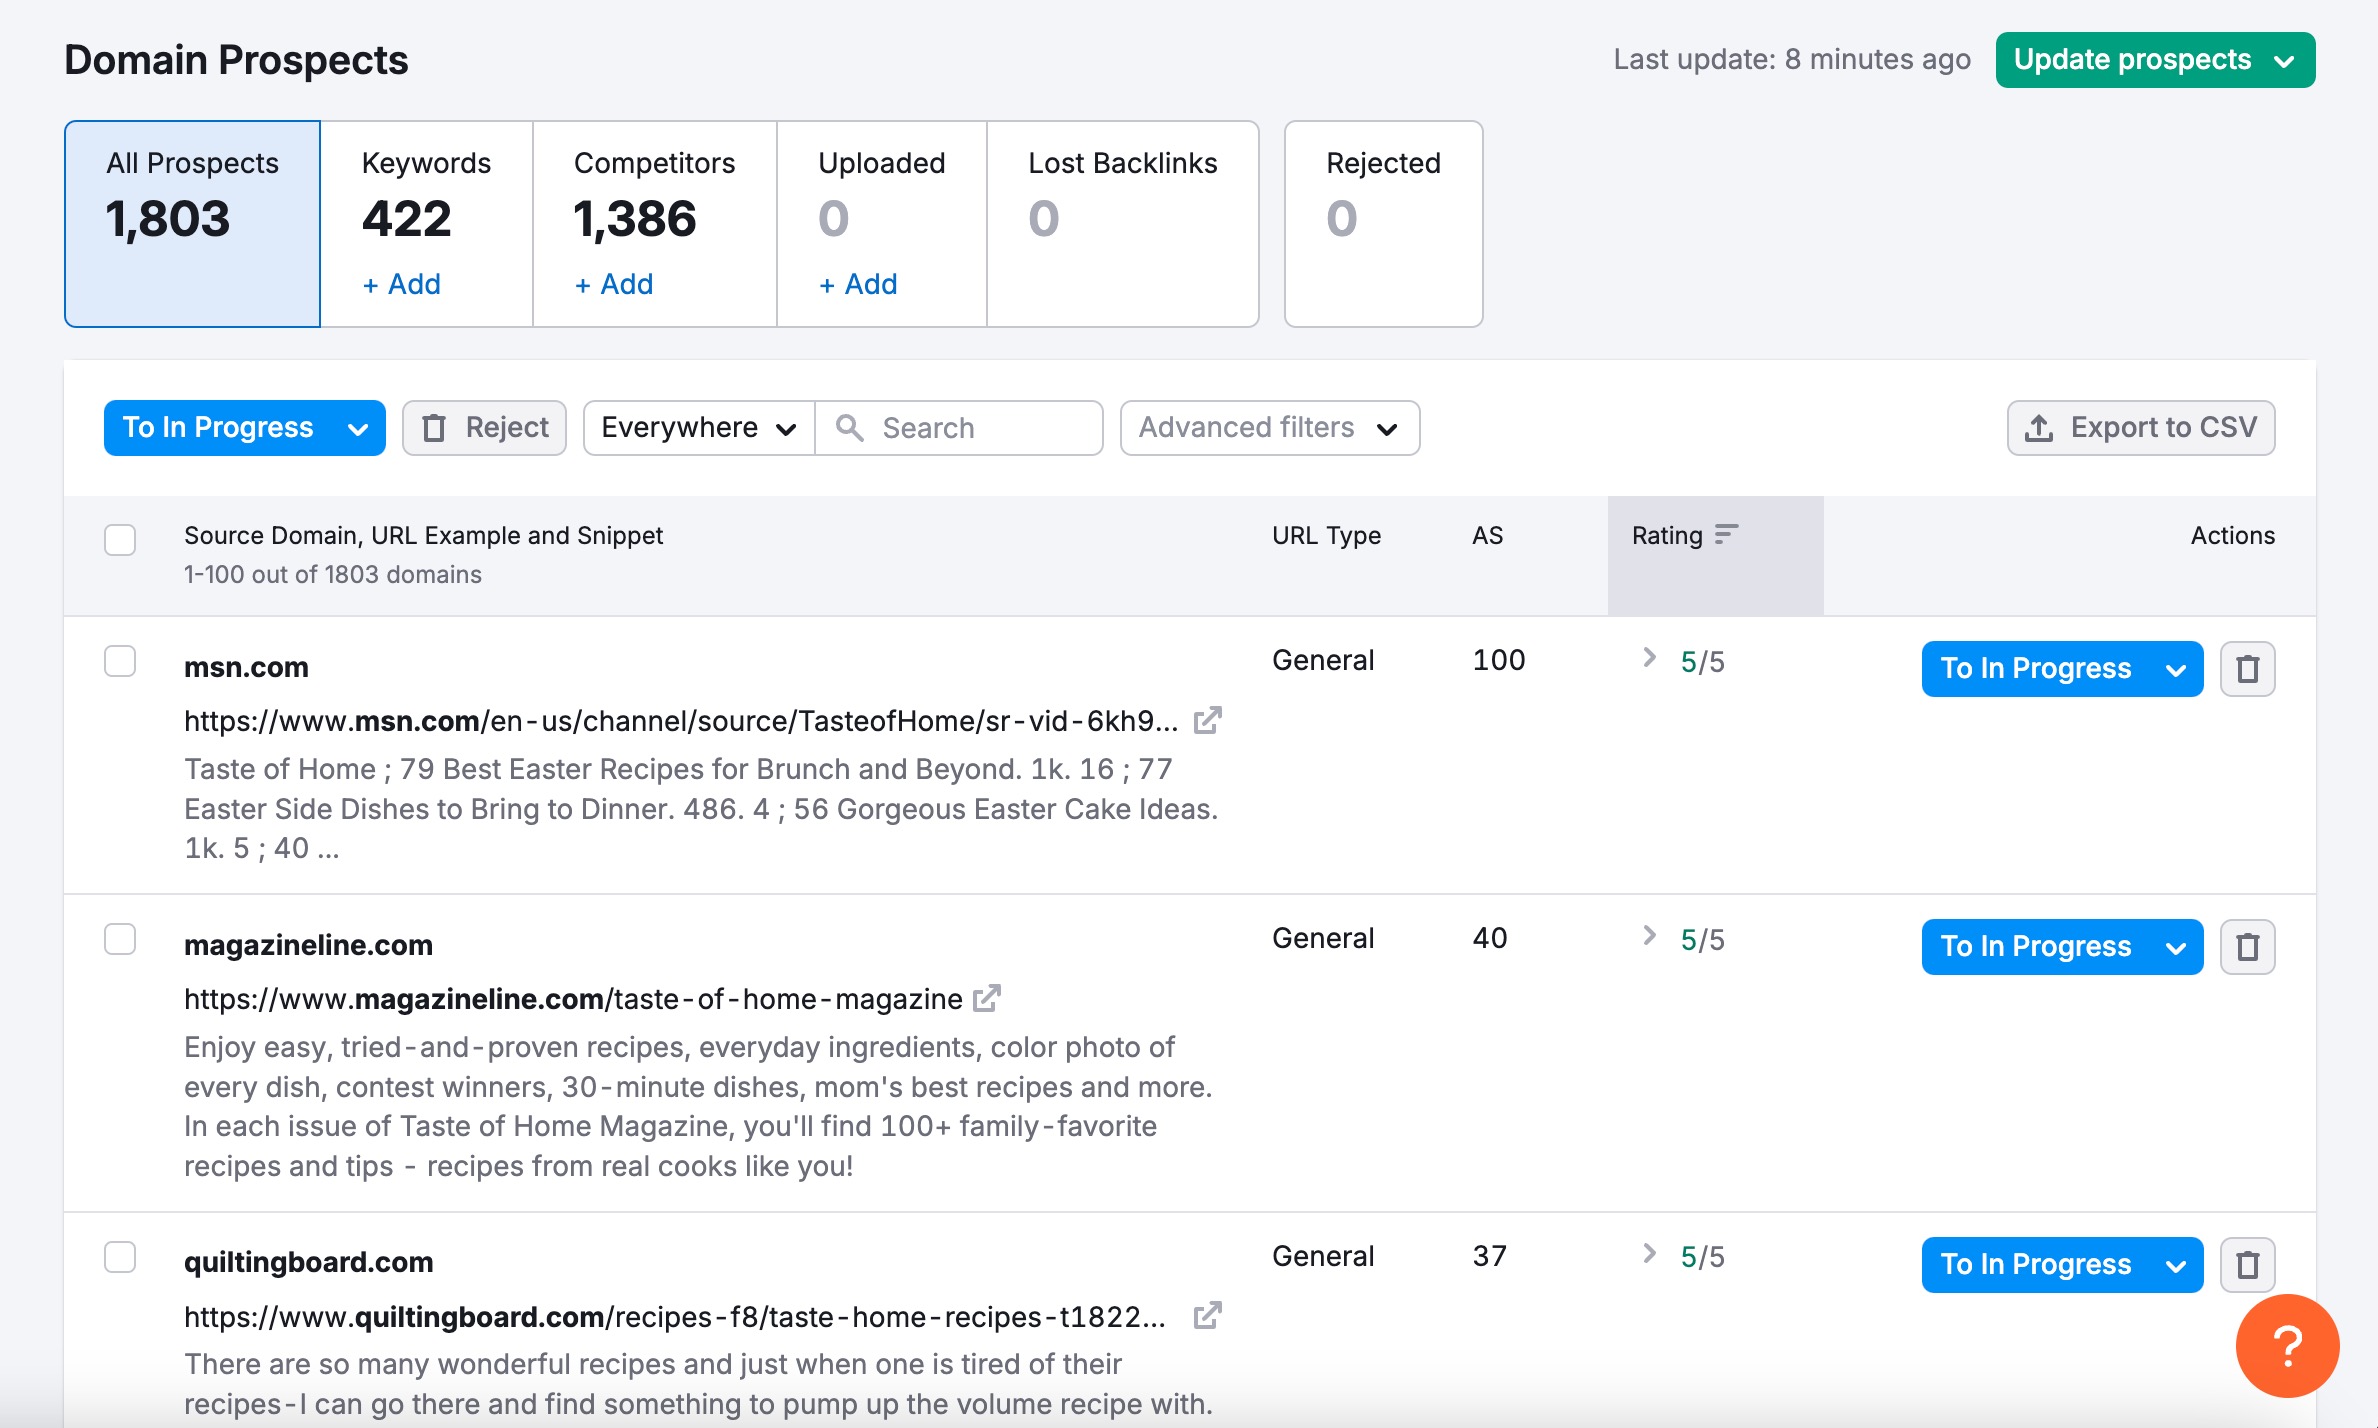 Domain Prospects
Last update: 8 minutes ago
Update prospects
All Prospects
1,803
Keywords
422
+ Add
Competitors
1,386
+ Add
Uploaded
0
+ Add
Lost Backlinks
0
Rejected
0
To In Progress
Reject
Everywhere
Search
Advanced filters
Export to CSV
Source Domain, URL Example and Snippet
1-100 out of 1803 domains
URL Type
AS
Rating
Actions
msn.com
General
100
5/5
To In Progress
https://www.msn.com/en-us/channel/source/TasteofHome/sr-vid-6kh9...
Taste of Home ; 79 Best Easter Recipes for Brunch and Beyond. 1k. 16 ; 77
Easter Side Dishes to Bring to Dinner. 486. 4 ; 56 Gorgeous Easter Cake Ideas.
1k. 5 ; 40 ...
magazineline.com
General
40
5/5
To In Progress
https://www.magazineline.com/taste-of-home-magazine
Enjoy easy, tried-and-proven recipes, everyday ingredients, color photo of
every dish, contest winners, 30-minute dishes, mom's best recipes and more.
In each issue of Taste of Home Magazine, you'll find 100+ family-favorite
recipes and tips - recipes from real cooks like you!
quiltingboard.com
General
37
5/5
To In Progress
https://www.quiltingboard.com/recipes-f8/taste-home-recipes-t1822...
There are so many wonderful recipes and just when one is tired of their
recipes-I can go there and find something to pump up the volume recipe with.
?